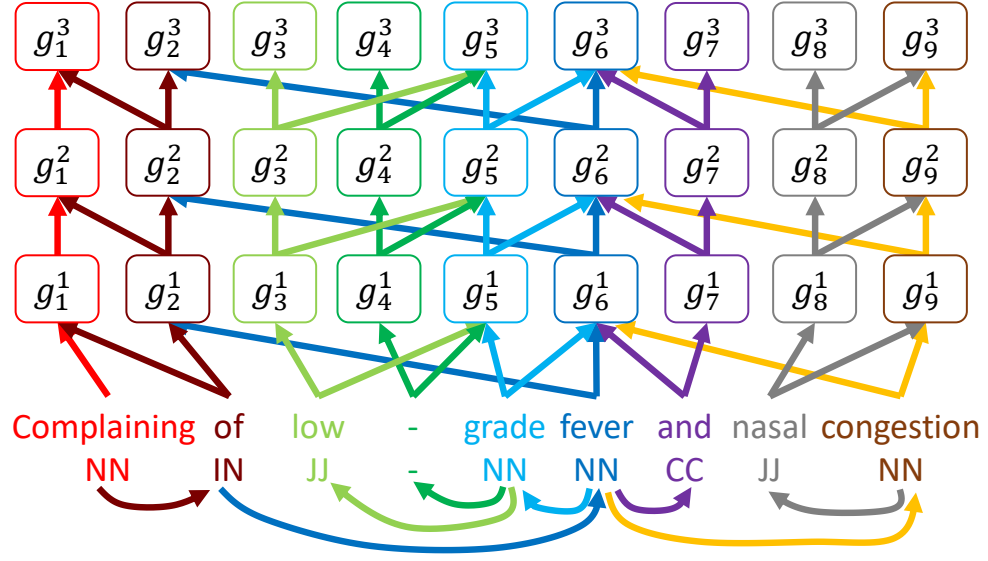 g_1^3 g_2^3 g_3^3 g_4^3 g_5^3 g_6^3 g_7^3 g_8^3 g_9^3
g_1^2 g_2^2 g_3^2 g_4^2 g_5^2 g_6^2 g_7^2 g_8^2 g_9^2
g_1^1 g_2^1 g_3^1 g_4^1 g_5^1 g_6^1 g_7^1 g_8^1 g_9^1
Complaining of low - grade fever and nasal congestion
NN IN JJ - NN NN CC JJ NN